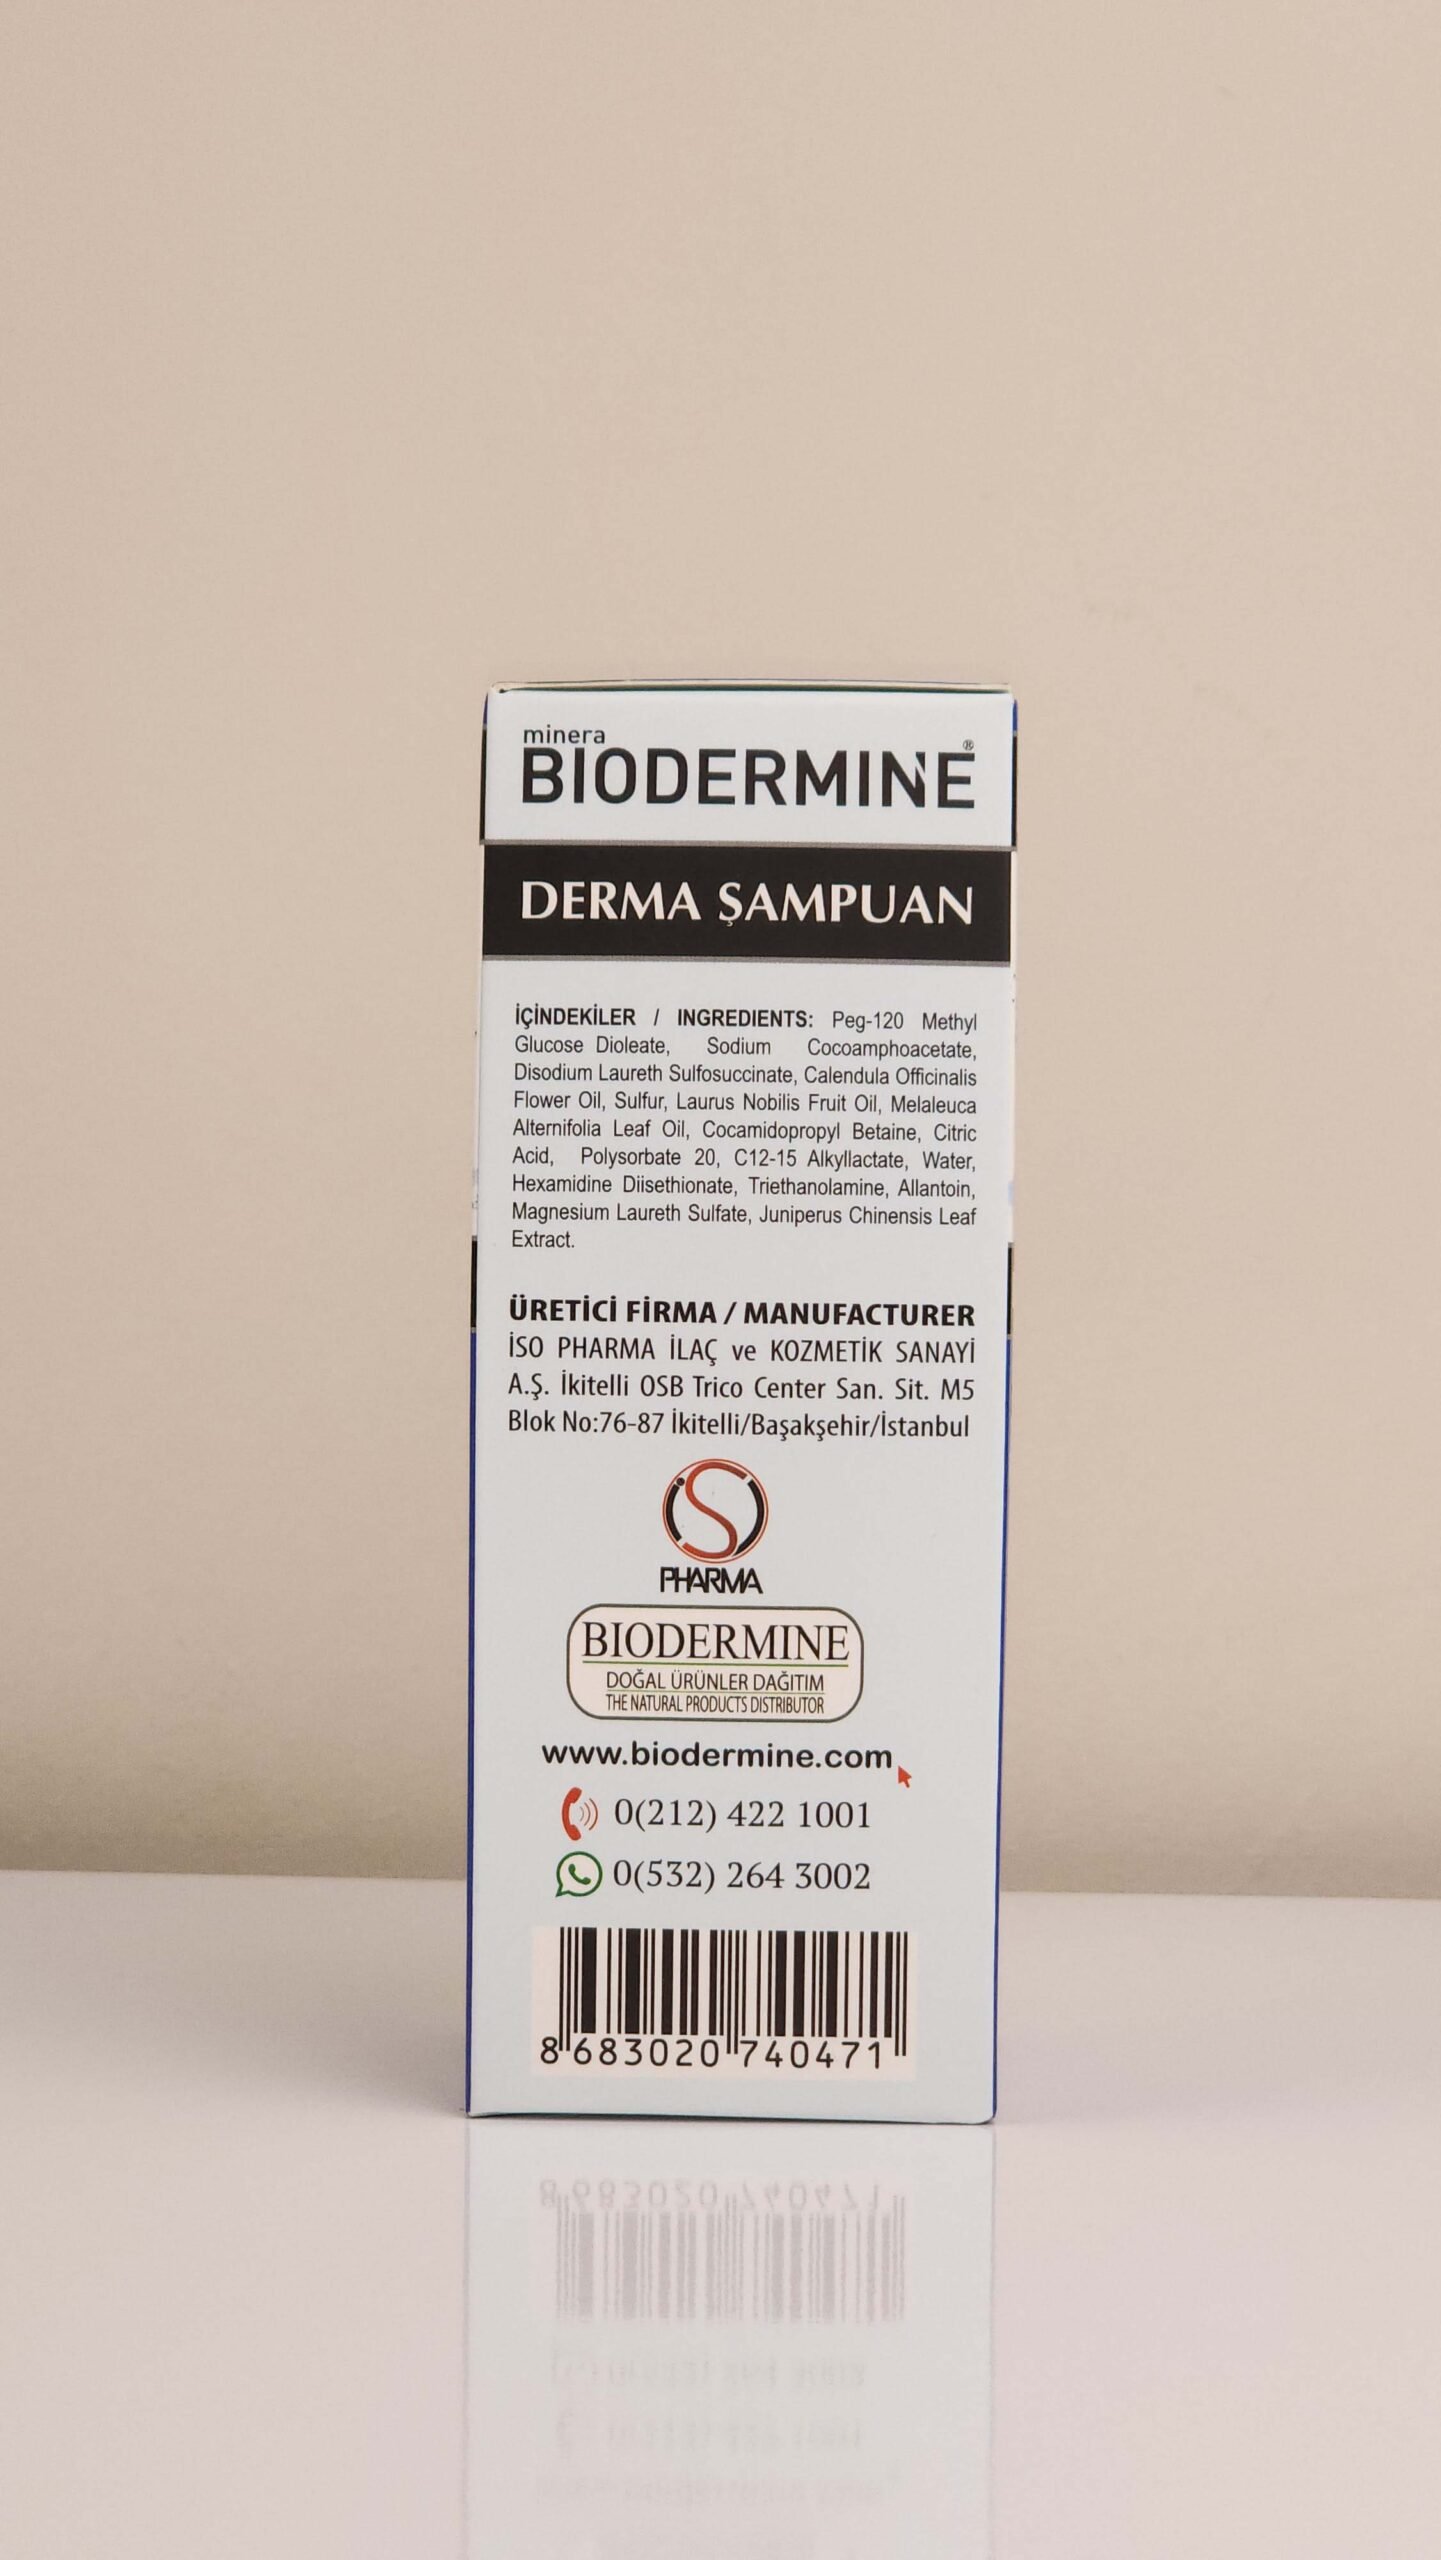 minera
BIODERMINE®
DERMA ŞAMPUAN
İÇİNDEKİLER / INGREDIENTS: Peg-120 Methyl
Glucose Dioleate, Sodium Cocoamphoacetate,
Disodium Laureth Sulfosuccinate, Calendula Officinalis
Flower Oil, Sulfur, Laurus Nobilis Fruit Oil, Melaleuca
Alternifolia Leaf Oil, Cocamidopropyl Betaine, Citric
Acid, Polysorbate 20, C12-15 Alkyllactate, Water,
Hexamidine Diisethionate, Triethanolamine, Allantoin,
Magnesium Laureth Sulfate, Juniperus Chinensis Leaf
Extract.
ÜRETİCİ FİRMA / MANUFACTURER
İSO PHARMA İLAÇ ve KOZMETİK SANAYİ
A.Ş. İkitelli OSB Trico Center San. Sit. M5
Blok No:76-87 İkitelli/Başakşehir/İstanbul
PHARMA
BIODERMINE
DOĞAL ÜRÜNLER DAĞITIM
THE NATURAL PRODUCTS DISTRIBUTOR
www.biodermine.com
0(212) 422 1001
0(532) 264 3002
8 683020 740471